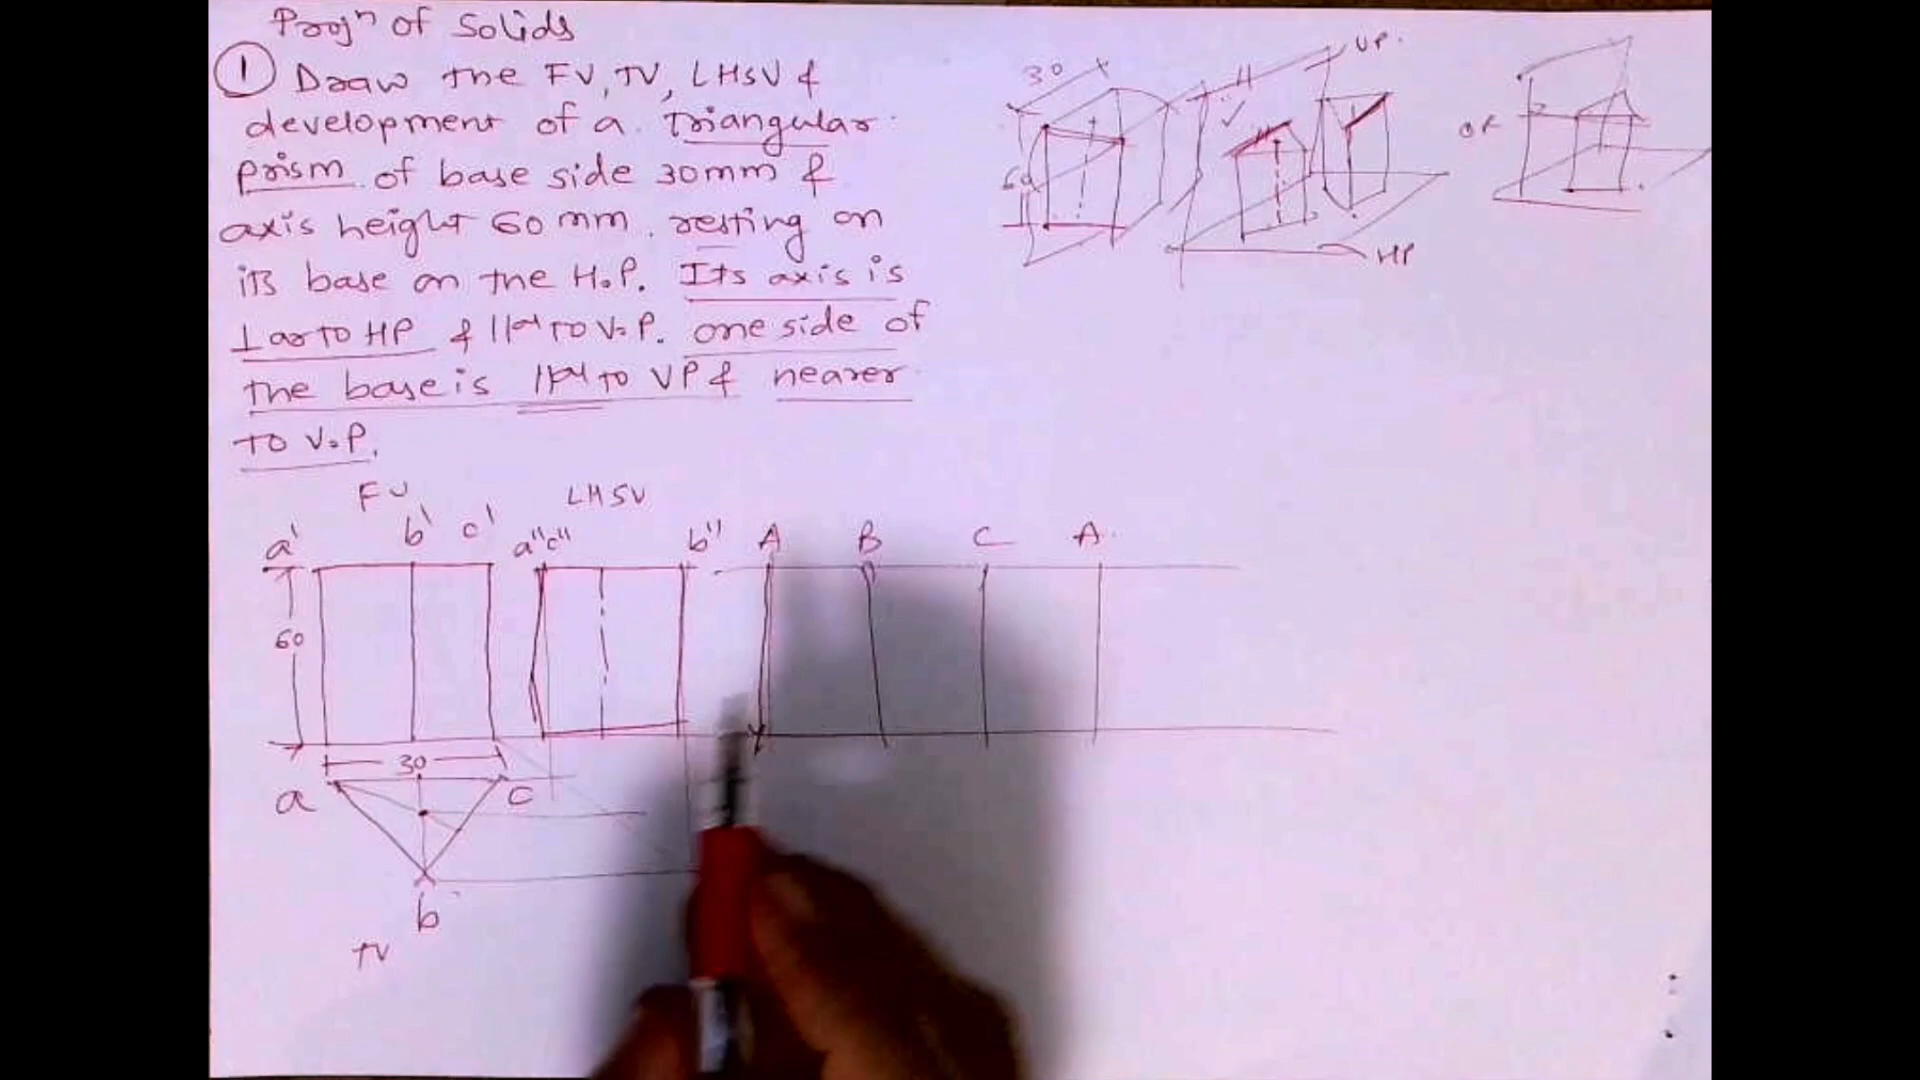 Projⁿ of Solids
① Draw the FV, TV, LHSV &
development of a Triangular
prism of base side 30mm &
axis height 60 mm. resting on
its base on the H.P. Its axis is
⊥ar to HP & ||el to V.P. one side of
the base is ||el to VP & nearer
to V.P.
30
60
VP.
HP
or
FV
LHSV
a' b' c' a"c" b" A B C A
60
30
a c
b
TV